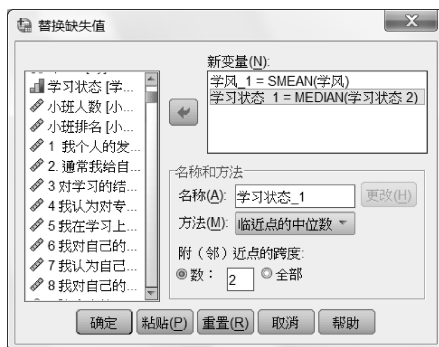 替换缺失值
学习状态 [学...
小班人数 [小...
小班排名 [小...
1 我个人的发...
2. 通常我给自...
3 对学习的结...
4 我认为对专...
5 我在学习上...
6 我对自己的...
7 我认为自己...
8 我对自己的...
新变量(N):
学风_1 = SMEAN(学风)
学习状态_1 = MEDIAN(学习状态 2)
名称和方法
名称(A): 学习状态_1 更改(H)
方法(M): 临近点的中位数
附（邻）近点的跨度:
数： 2 全部
确定 粘贴(P) 重置(R) 取消 帮助